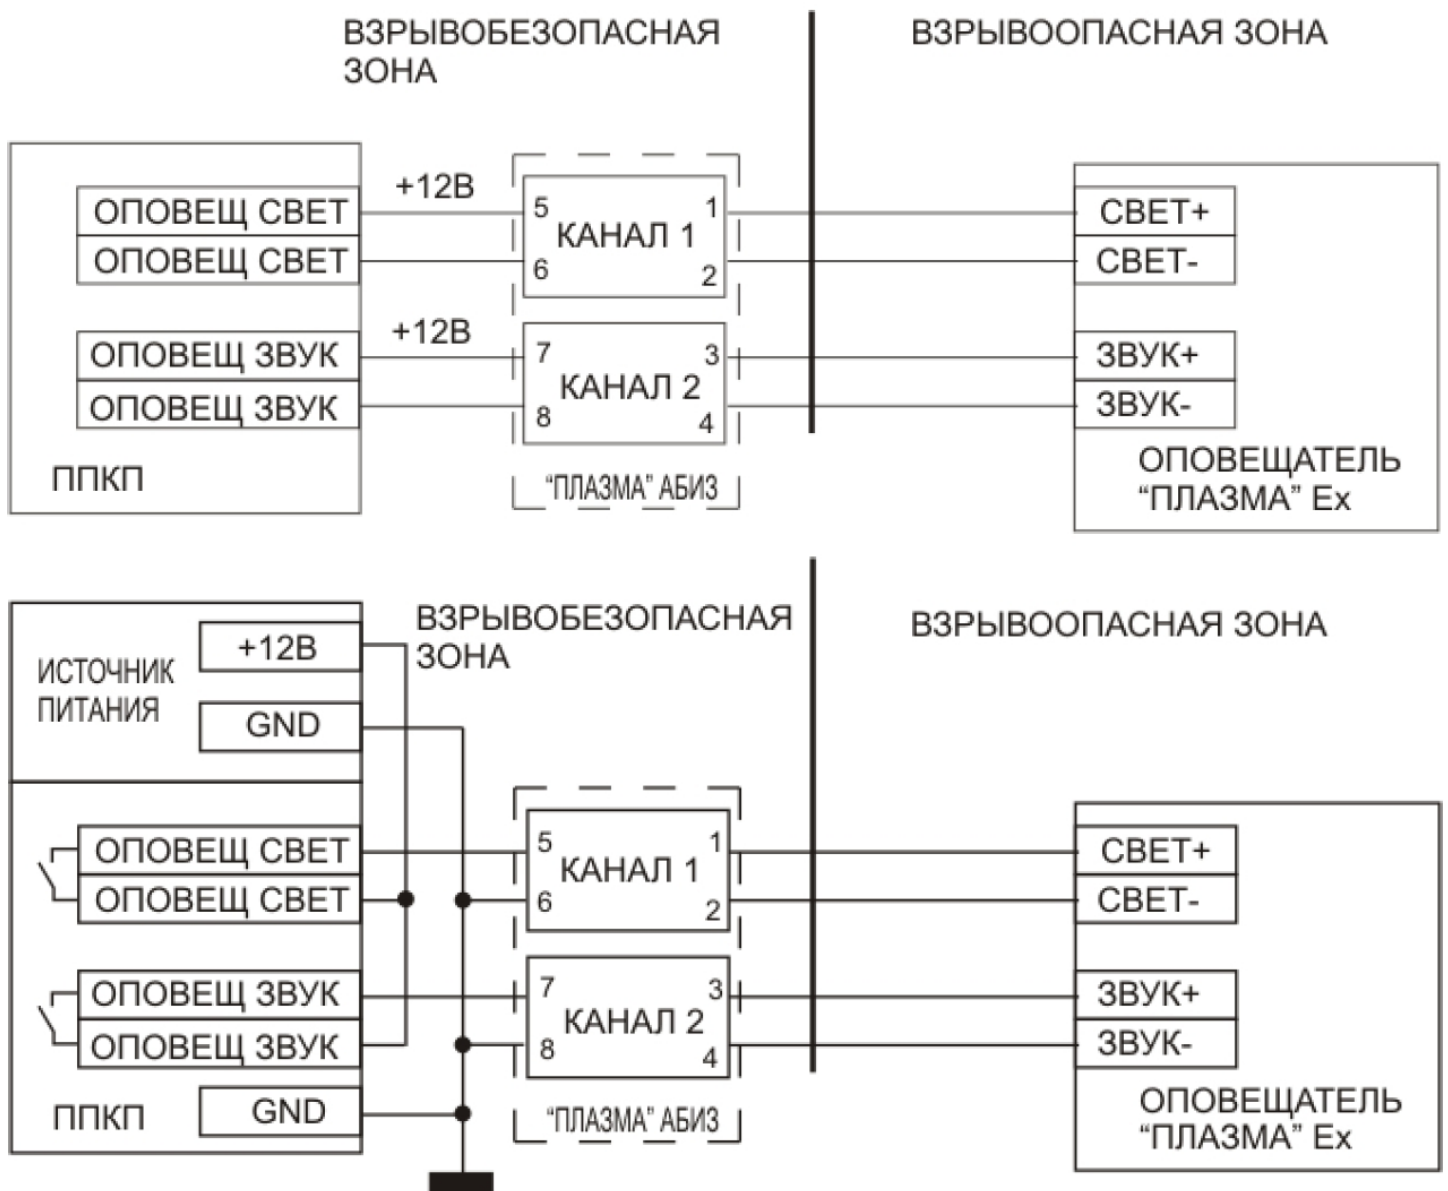 ВЗРЫВОБЕЗОПАСНАЯ
ЗОНА
ВЗРЫВООПАСНАЯ ЗОНА
ОПОВЕЩ СВЕТ
ОПОВЕЩ СВЕТ
ОПОВЕЩ ЗВУК
ОПОВЕЩ ЗВУК
ППКП
+12В
+12В
5
КАНАЛ 1
1
6
2
7
КАНАЛ 2
3
8
4
“ПЛАЗМА” АБИЗ
СВЕТ+
СВЕТ-
ЗВУК+
ЗВУК-
ОПОВЕЩАТЕЛЬ
“ПЛАЗМА” Ex
ВЗРЫВОБЕЗОПАСНАЯ
ЗОНА
ВЗРЫВООПАСНАЯ ЗОНА
ИСТОЧНИК
ПИТАНИЯ
+12В
GND
ОПОВЕЩ СВЕТ
ОПОВЕЩ СВЕТ
ОПОВЕЩ ЗВУК
ОПОВЕЩ ЗВУК
ППКП
GND
5
КАНАЛ 1
1
6
2
7
КАНАЛ 2
3
8
4
“ПЛАЗМА” АБИЗ
СВЕТ+
СВЕТ-
ЗВУК+
ЗВУК-
ОПОВЕЩАТЕЛЬ
“ПЛАЗМА” Ex